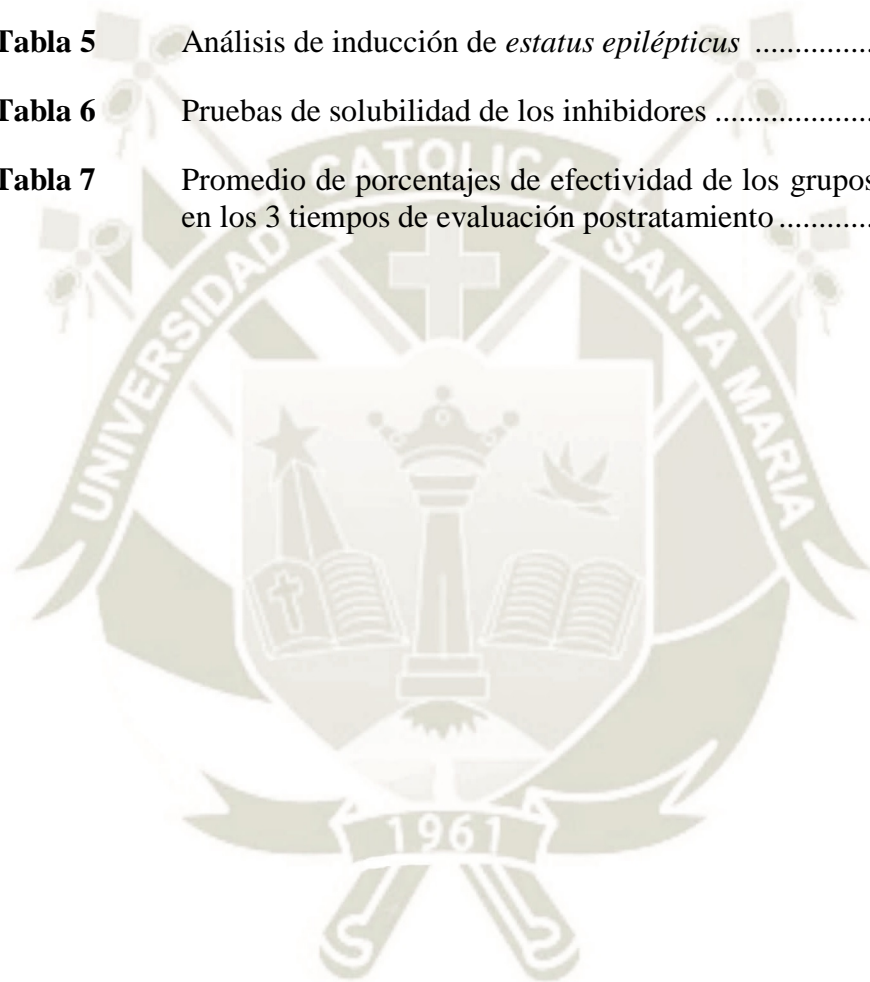 Tabla 5 Análisis de inducción de estatus epilépticus ..............
Tabla 6 Pruebas de solubilidad de los inhibidores ...................
Tabla 7 Promedio de porcentajes de efectividad de los grupos
en los 3 tiempos de evaluación postratamiento ............
UNIVERSIDAD CATOLICA SANTA MARIA
1961